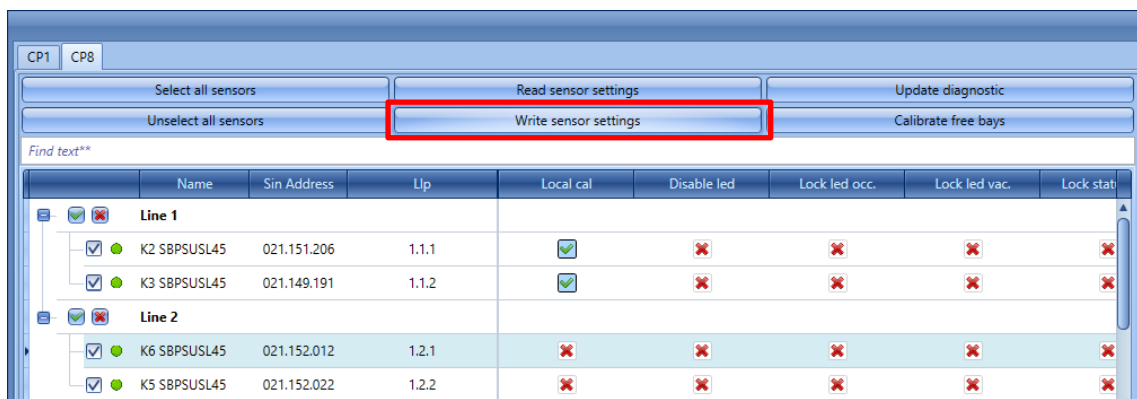 CP1 CP8
Select all sensors Read sensor settings Update diagnostic
Unselect all sensors Write sensor settings Calibrate free bays
Find text**
Name Sin Address Llp Local cal Disable led Lock led occ. Lock led vac. Lock stat
Line 1
K2 SBPSUSL45 021.151.206 1.1.1
K3 SBPSUSL45 021.149.191 1.1.2
Line 2
K6 SBPSUSL45 021.152.012 1.2.1
K5 SBPSUSL45 021.152.022 1.2.2